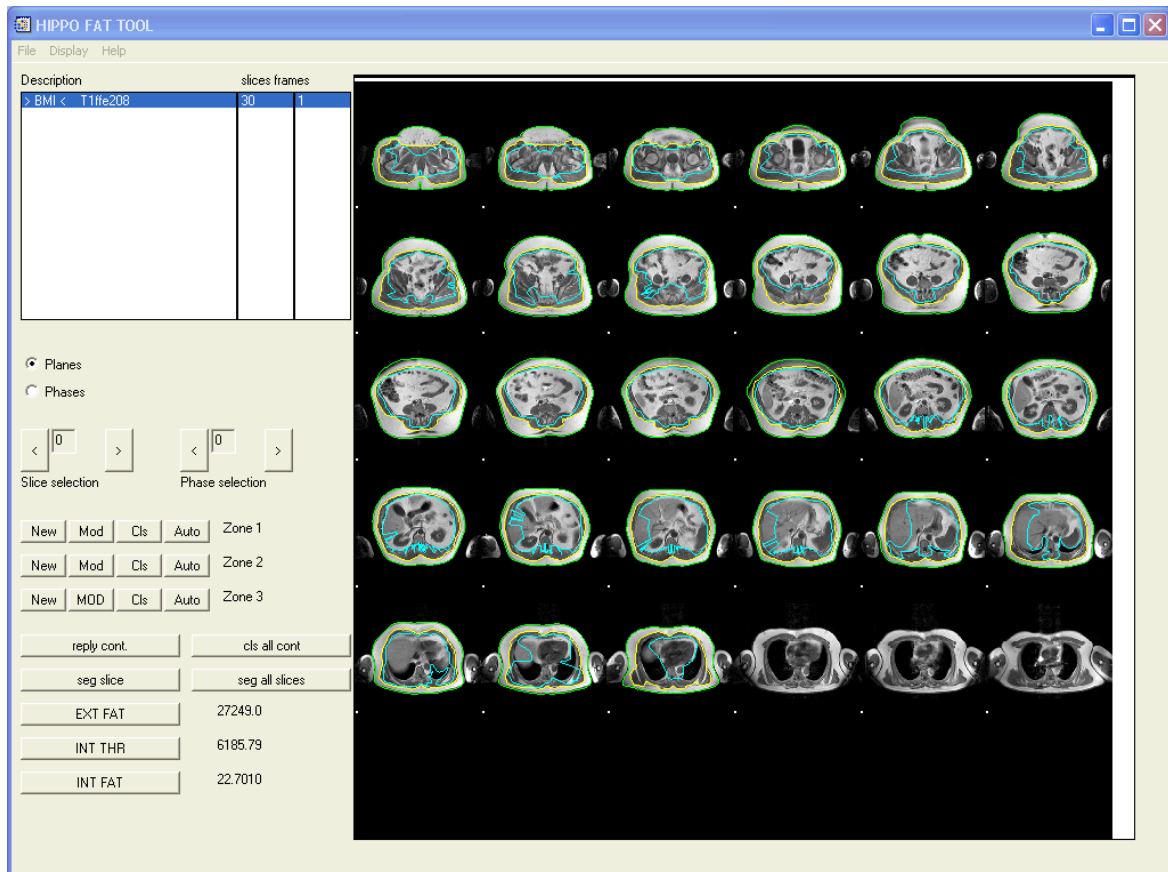 HIPPO FAT TOOL
File Display Help
Description slices frames
> BMI < T1ffe208 30 1
Planes
Phases
< 0 > < 0 >
Slice selection Phase selection
New Mod Cls Auto Zone 1
New Mod Cls Auto Zone 2
New MOD Cls Auto Zone 3
reply cont. cls all cont
seg slice seg all slices
EXT FAT 27249.0
INT THR 6185.79
INT FAT 22.7010